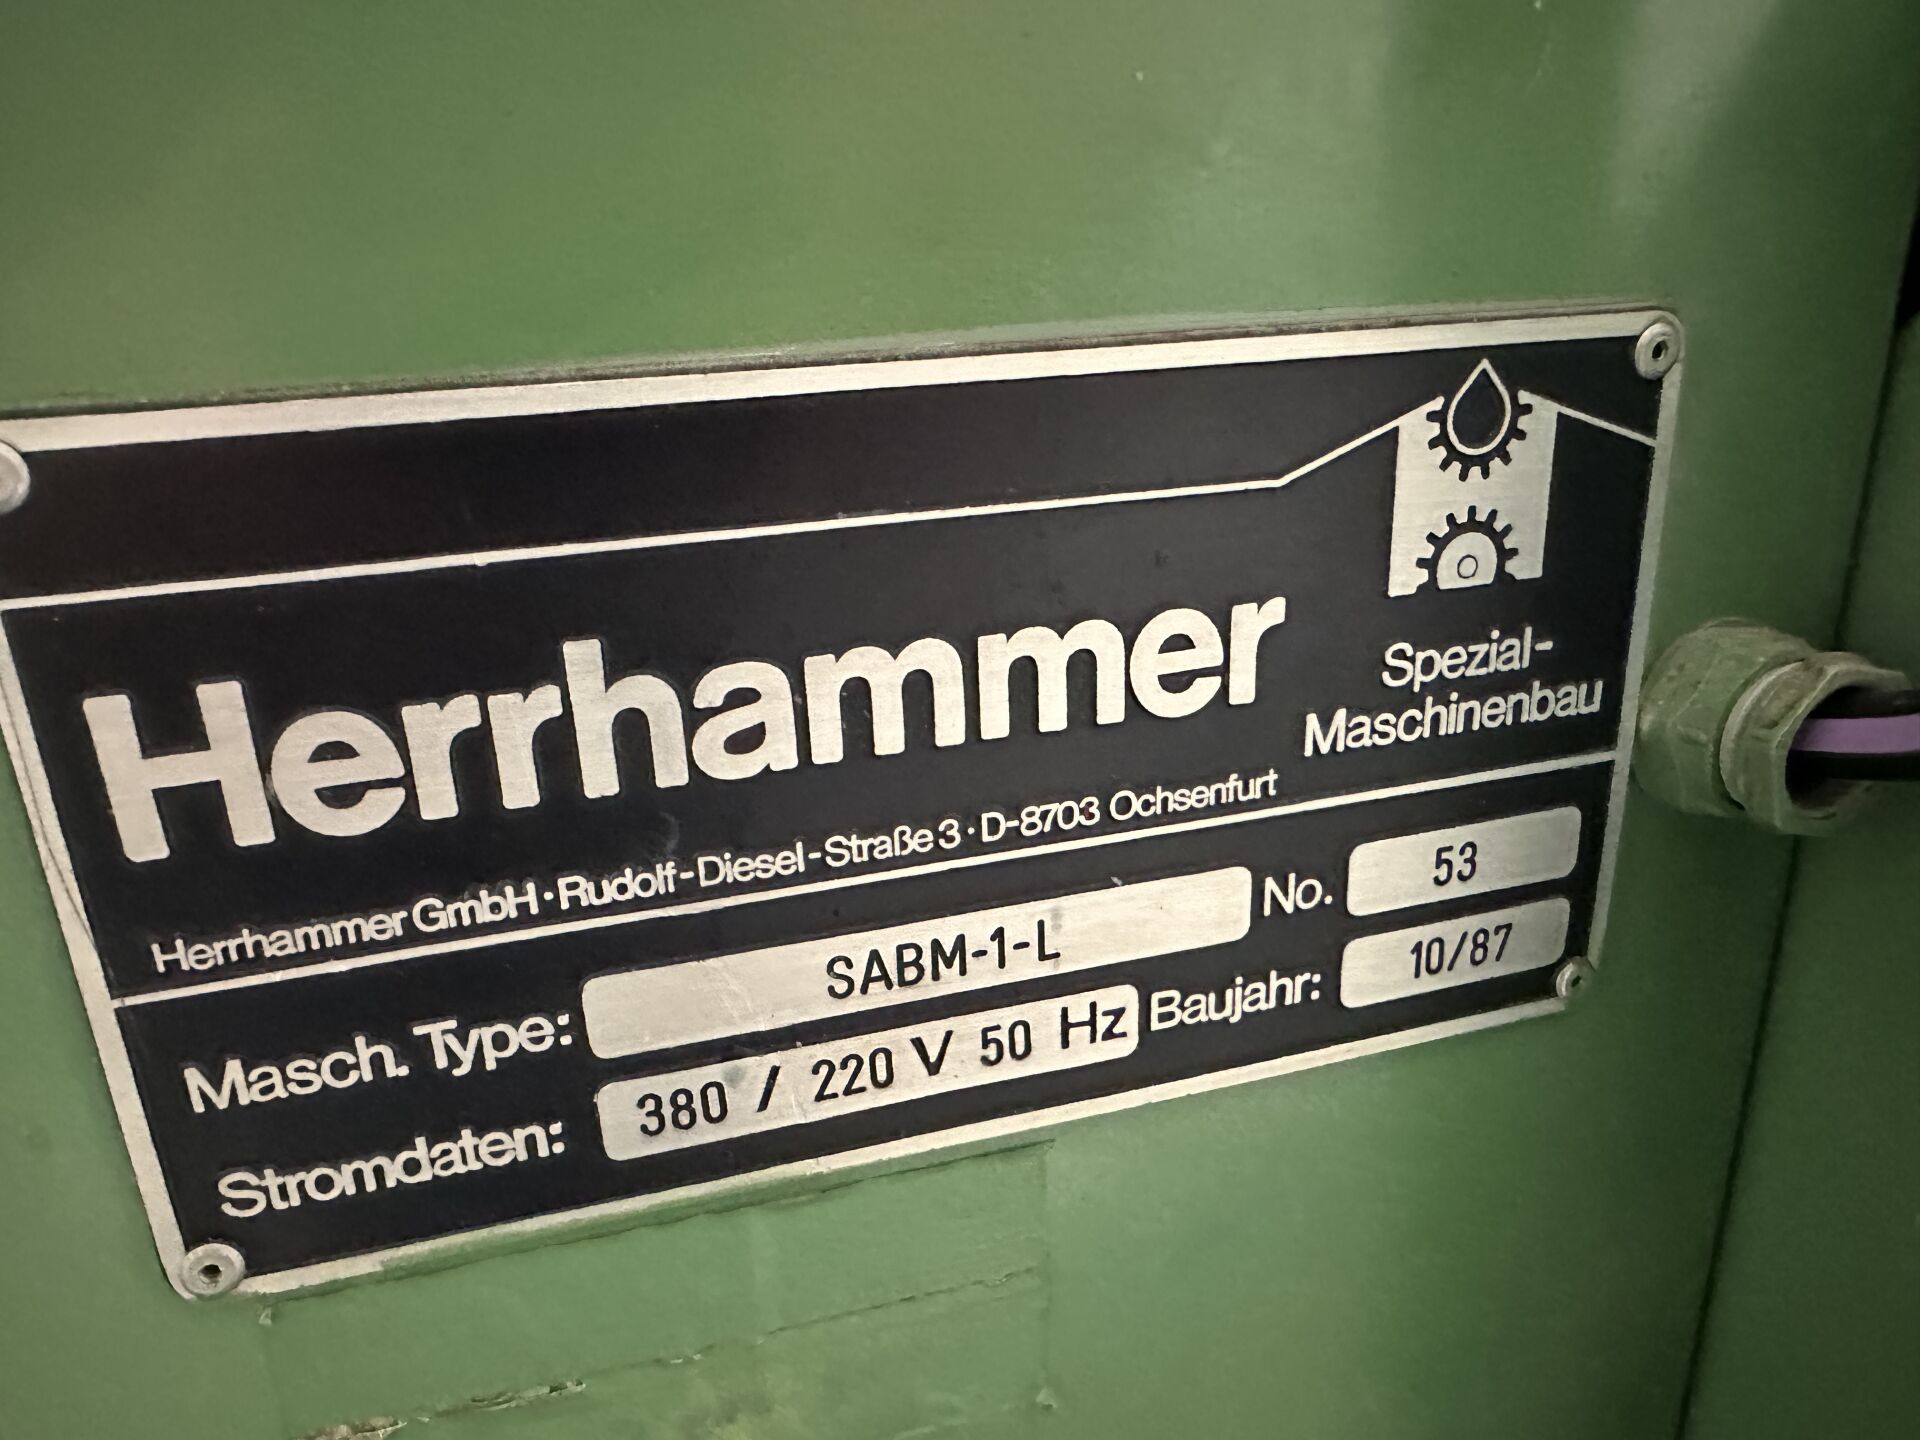 Herrhammer
Spezial-
Maschinenbau
Herrhammer GmbH · Rudolf-Diesel-Straße 3 · D-8703 Ochsenfurt
Masch. Type: SABM-1-L No. 53
Stromdaten: 380 / 220 V 50 Hz Baujahr: 10/87